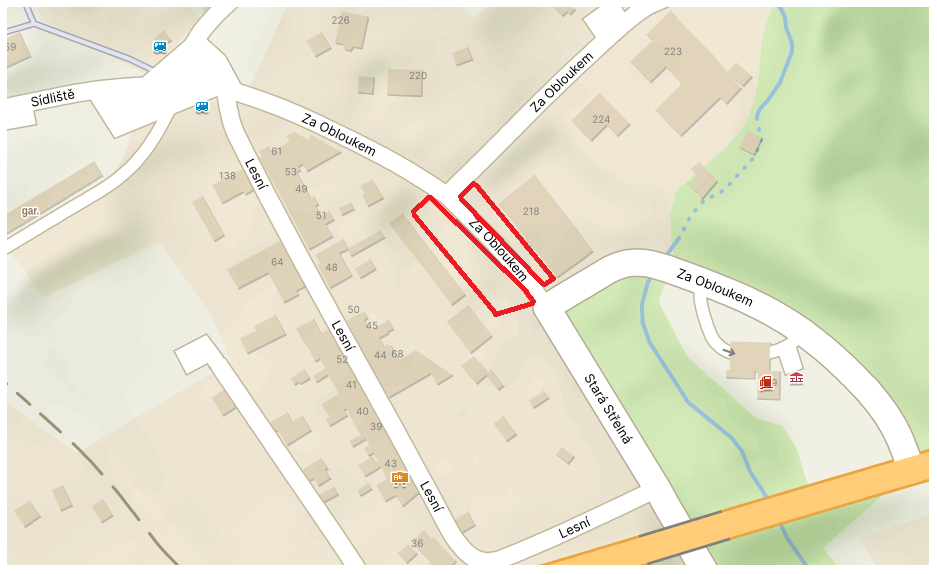 226
59
223
220
Sídliště
Za Obloukem
224
Za Obloukem
61
53
138
Lesní
49
51
gar.
218
Za Obloukem
64
48
Za Obloukem
50
45
Lesní
44
68
52
41
Stará Střelná
40
39
43
Lesní
Lesní
36